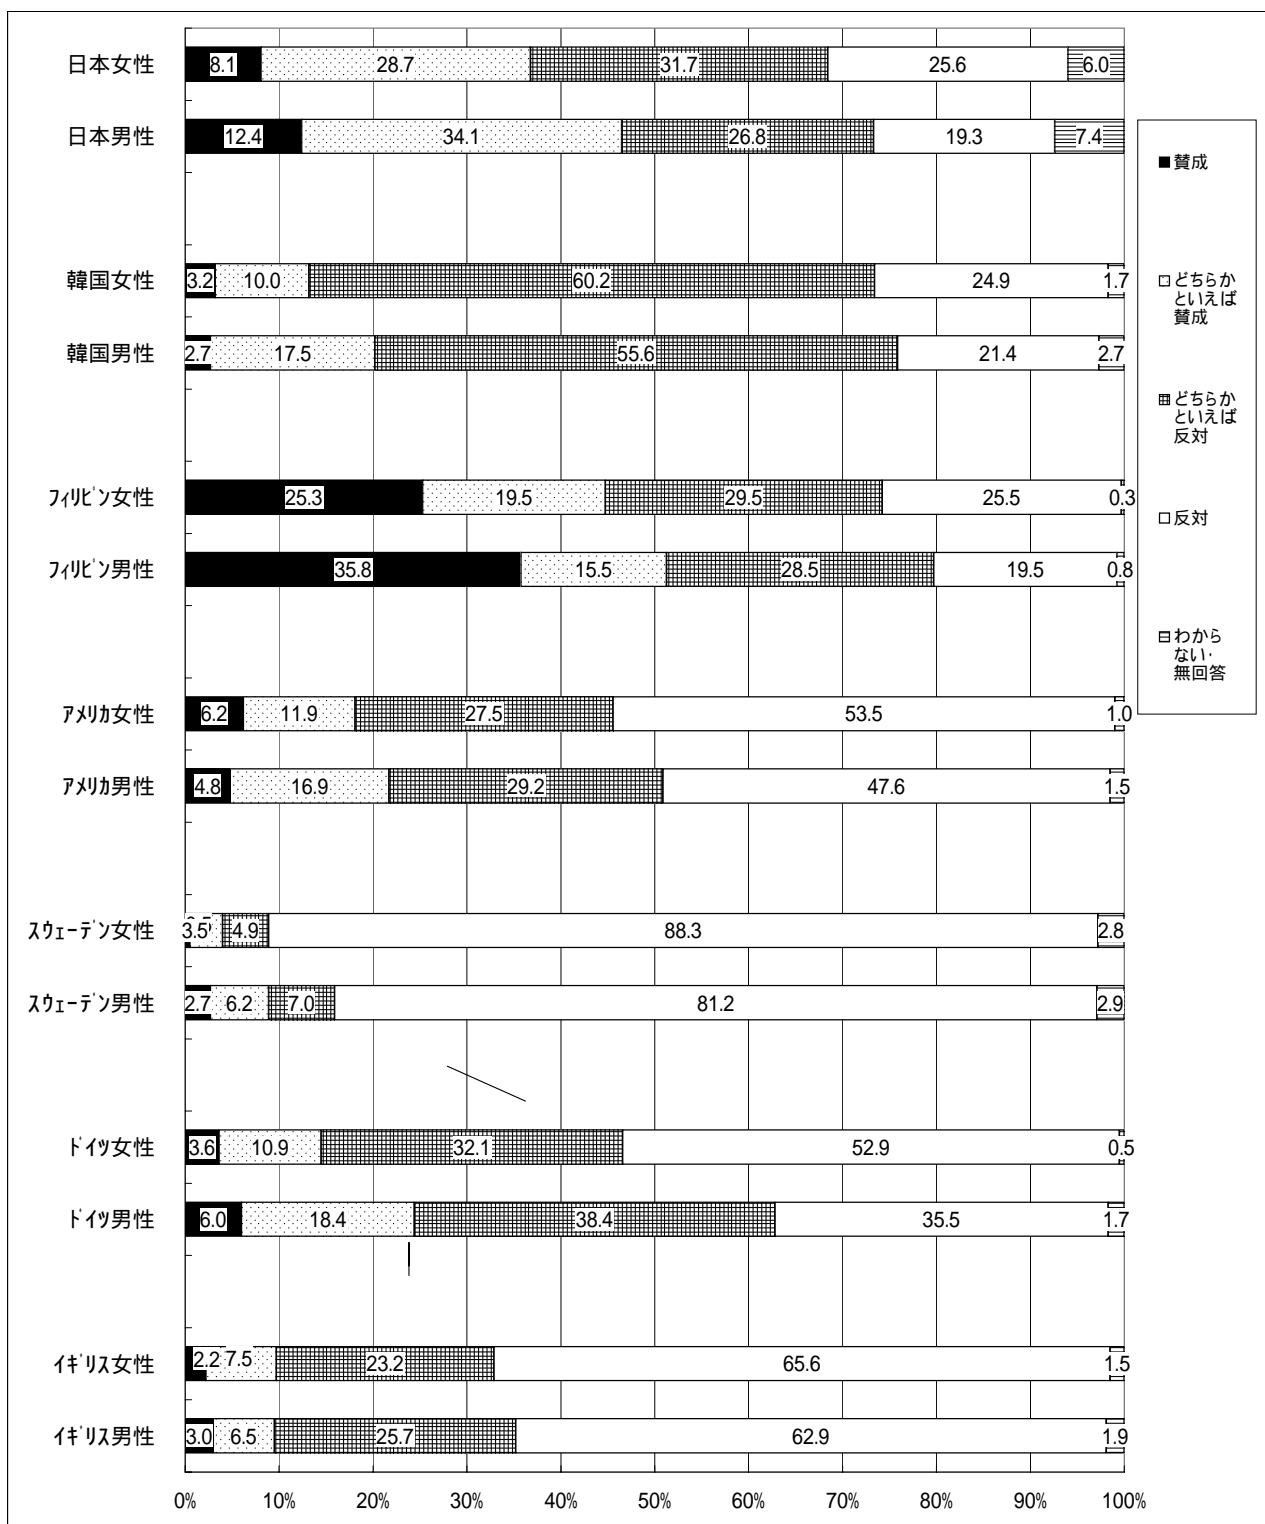 日本女性 8.1 28.7 31.7 25.6 6.0
日本男性 12.4 34.1 26.8 19.3 7.4
韓国女性 3.2 10.0 60.2 24.9 1.7
韓国男性 2.7 17.5 55.6 21.4 2.7
ﾌｨﾘﾋﾟﾝ女性 25.3 19.5 29.5 25.5 0.3
ﾌｨﾘﾋﾟﾝ男性 35.8 15.5 28.5 19.5 0.8
ｱﾒﾘｶ女性 6.2 11.9 27.5 53.5 1.0
ｱﾒﾘｶ男性 4.8 16.9 29.2 47.6 1.5
ｽｳｪｰﾃﾞﾝ女性 3.5 4.9 88.3 2.8
ｽｳｪｰﾃﾞﾝ男性 2.7 6.2 7.0 81.2 2.9
ﾄﾞｲﾂ女性 3.6 10.9 32.1 52.9 0.5
ﾄﾞｲﾂ男性 6.0 18.4 38.4 35.5 1.7
ｲｷﾞﾘｽ女性 2.2 7.5 23.2 65.6 1.5
ｲｷﾞﾘｽ男性 3.0 6.5 25.7 62.9 1.9
0% 10% 20% 30% 40% 50% 60% 70% 80% 90% 100%
賛成
どちらか
といえば
賛成
どちらか
といえば
反対
反対
わから
ない・
無回答